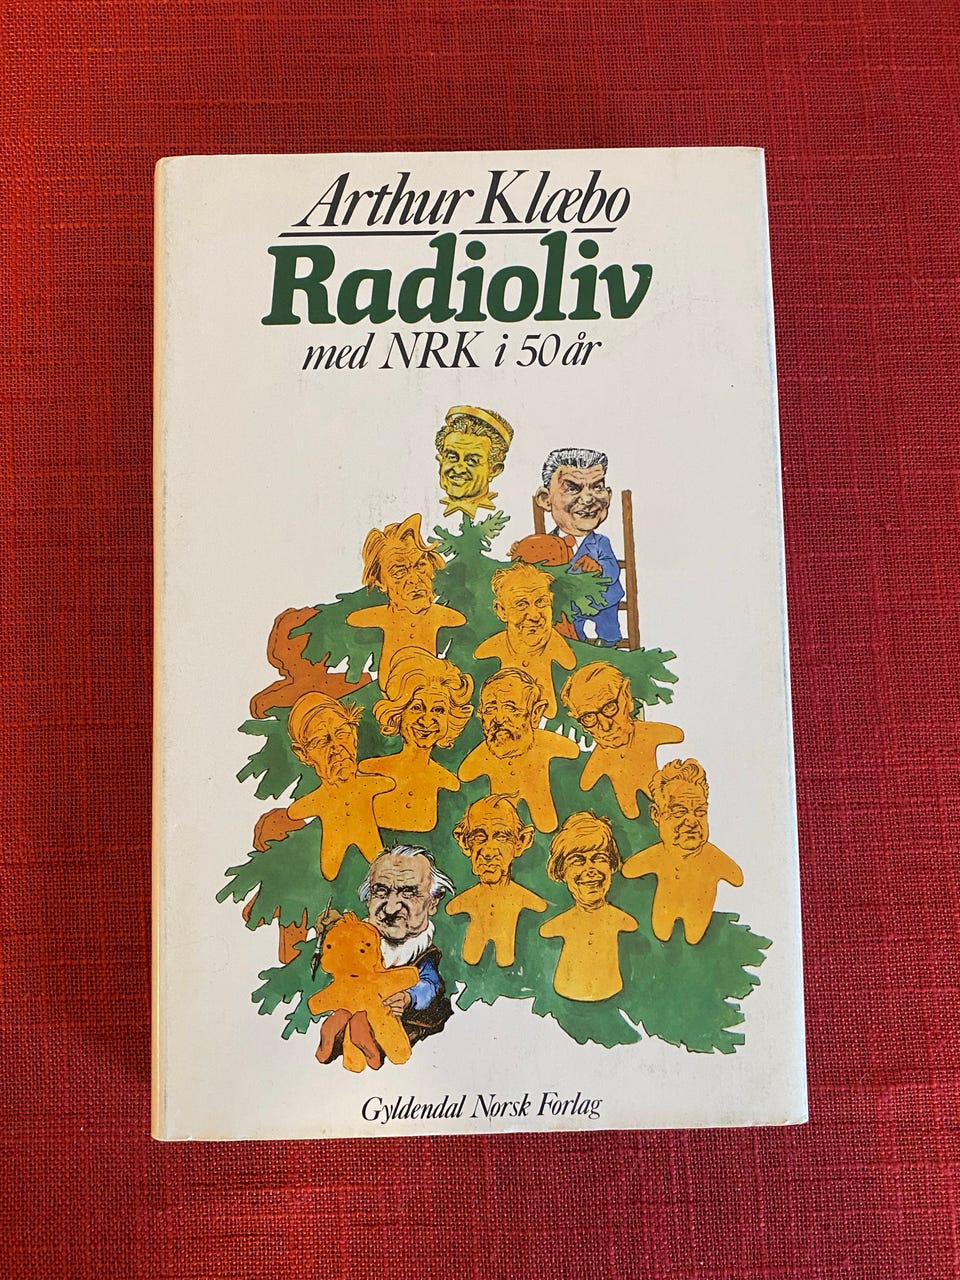 Arthur Klæbo
Radioliv
med NRK i 50 år
Gyldendal Norsk Forlag